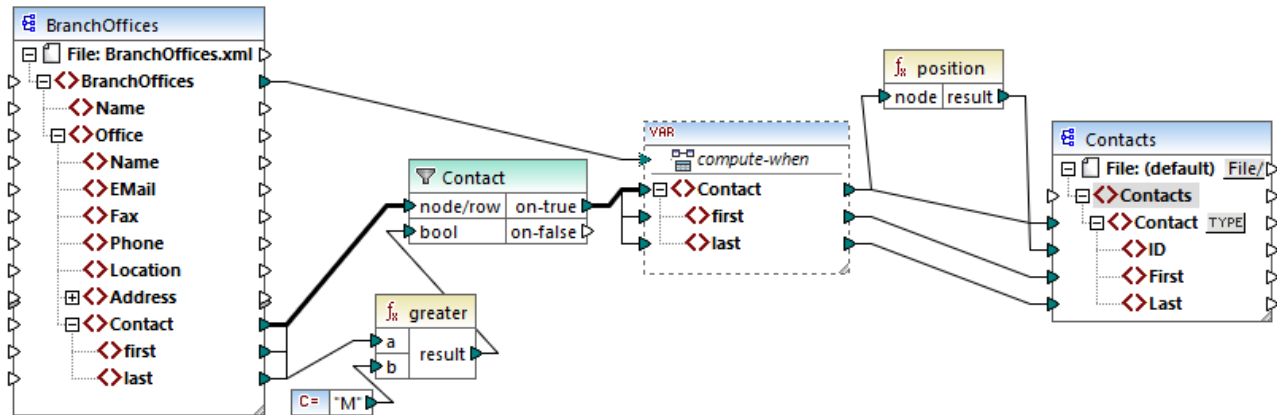 BranchOffices
File: BranchOffices.xml
BranchOffices
Name
Office
Name
EMail
Fax
Phone
Location
Address
Contact
first
last
Contact
node/row on-true
bool on-false
greater
a
b
result
C= "M"
VAR
compute-when
Contact
first
last
position
node result
Contacts
File: (default) File/
Contacts
Contact TYPE
ID
First
Last